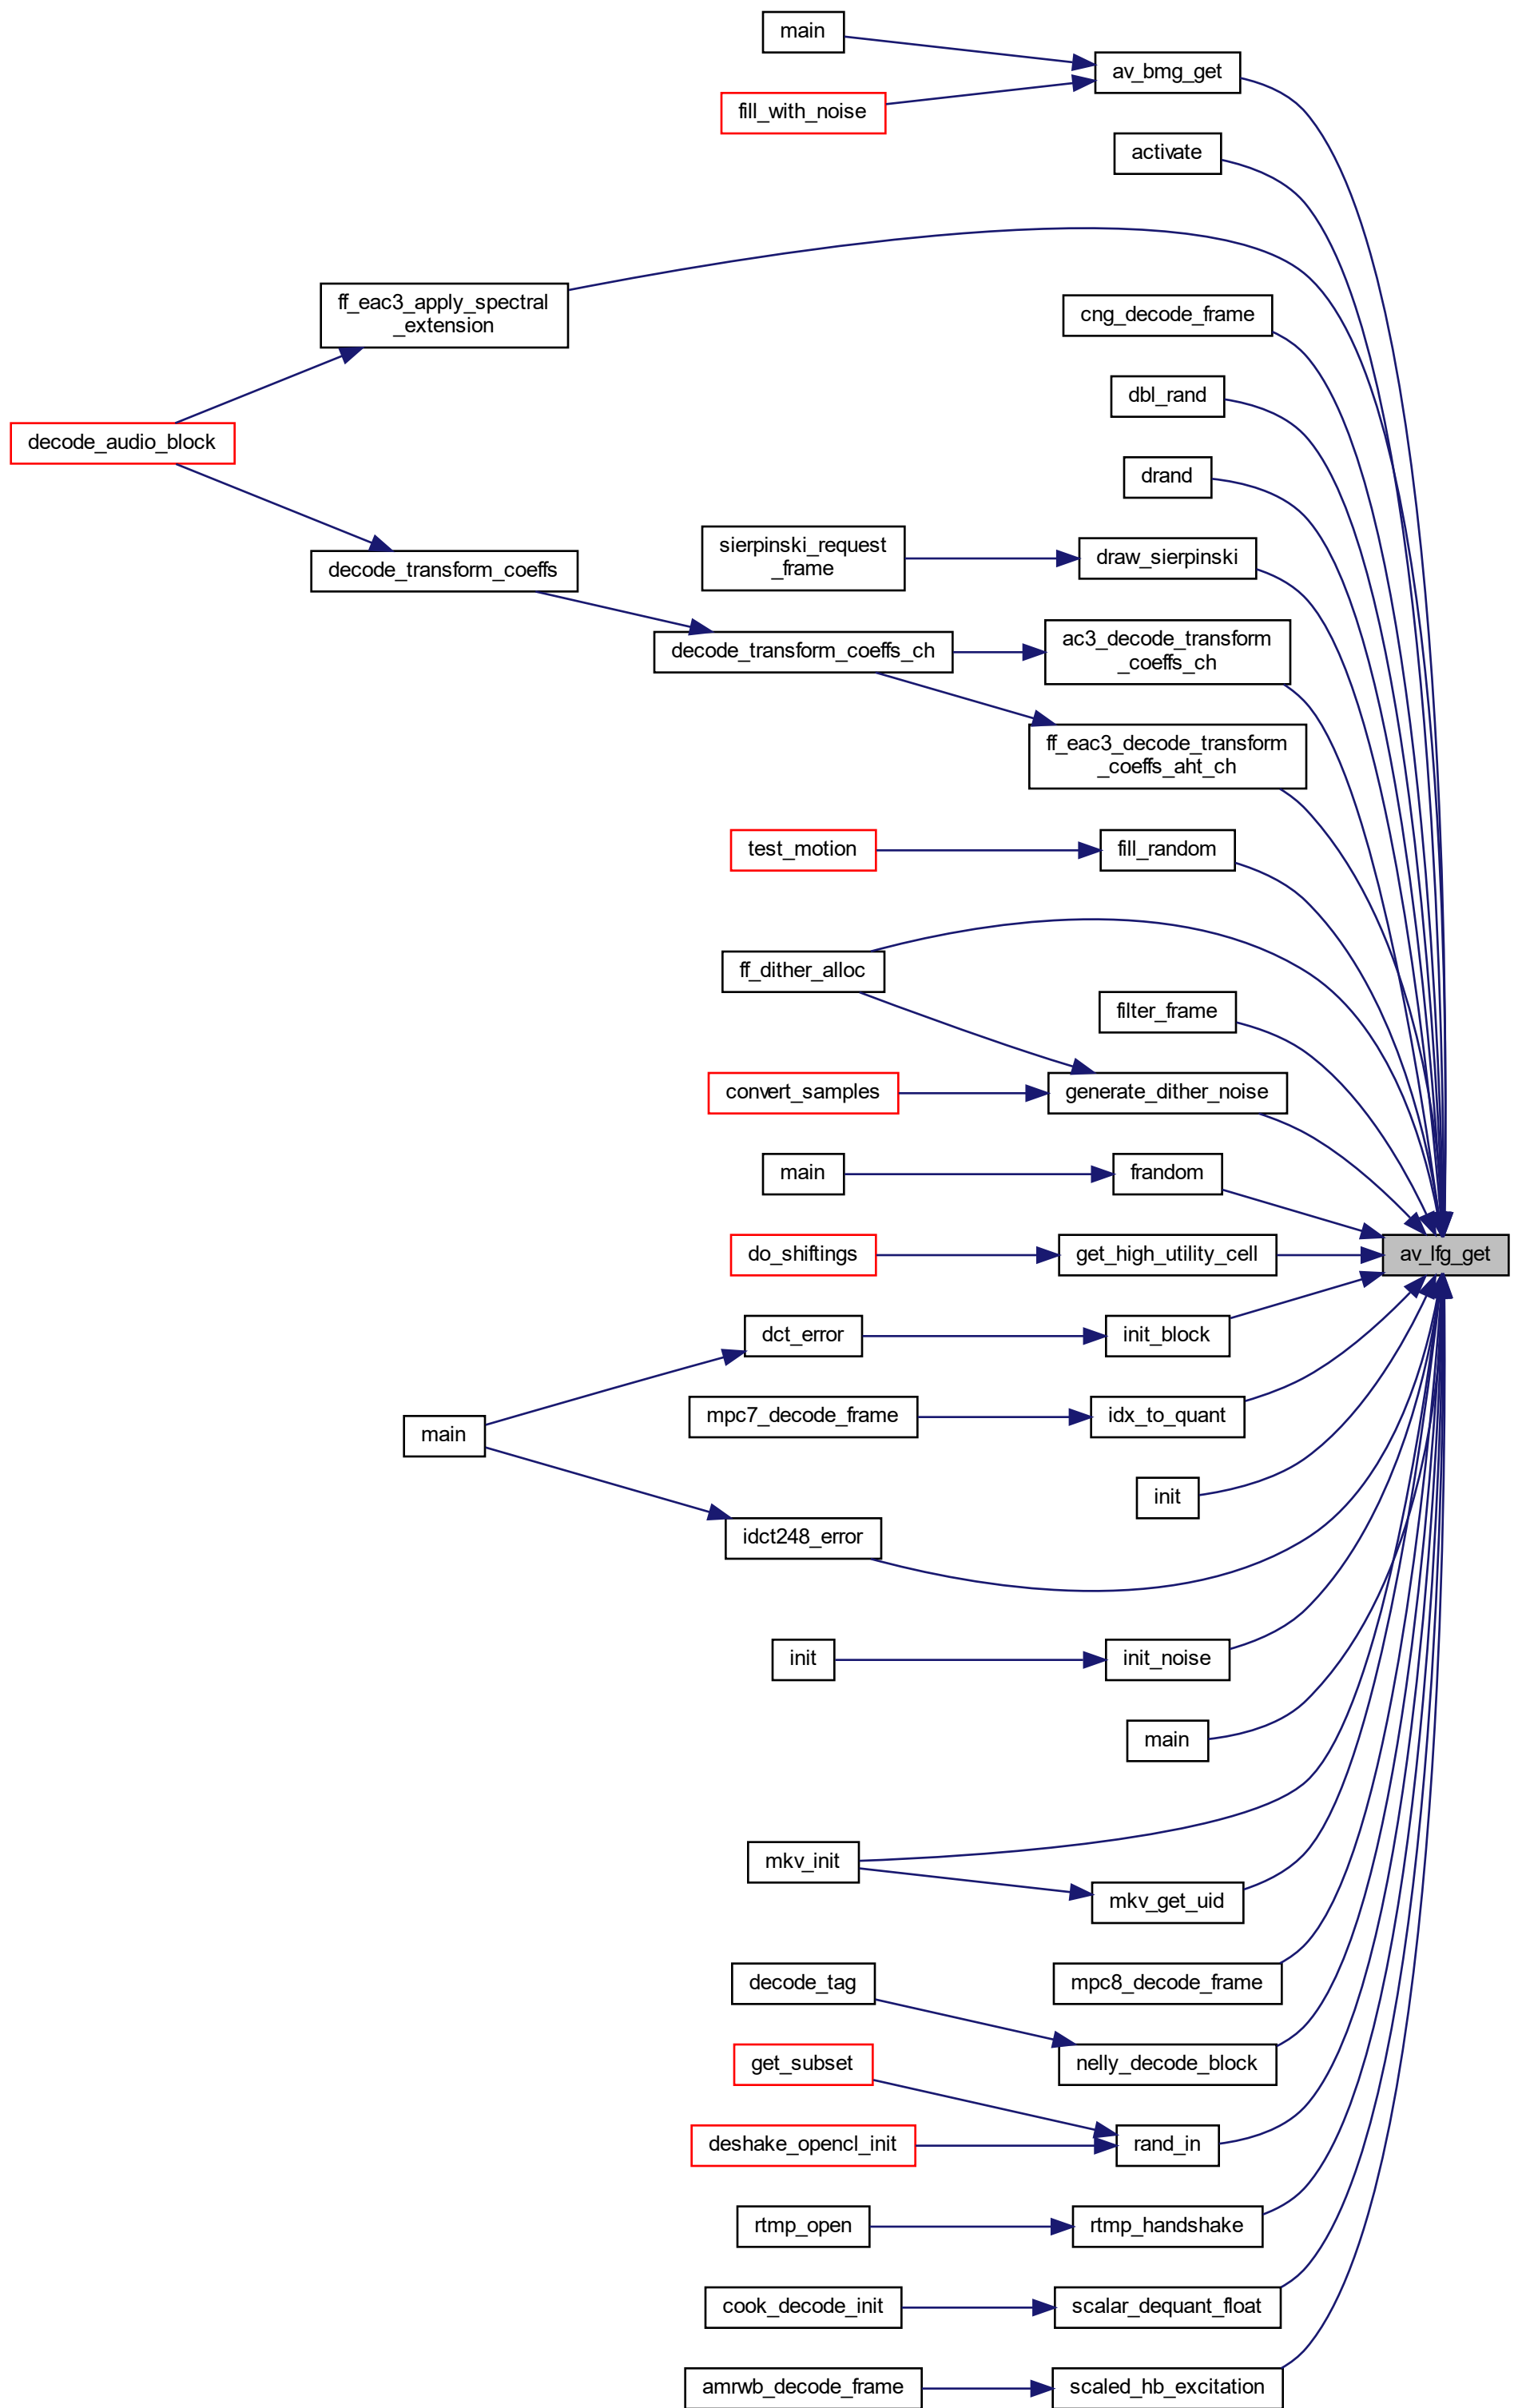 main
av_bmg_get
fill_with_noise
activate
ff_eac3_apply_spectral
_extension
cng_decode_frame
dbl_rand
decode_audio_block
drand
sierpinski_request
_frame
draw_sierpinski
decode_transform_coeffs
decode_transform_coeffs_ch
ac3_decode_transform
_coeffs_ch
ff_eac3_decode_transform
_coeffs_aht_ch
test_motion
fill_random
ff_dither_alloc
filter_frame
convert_samples
generate_dither_noise
main
frandom
do_shiftings
get_high_utility_cell
av_lfg_get
dct_error
init_block
mpc7_decode_frame
idx_to_quant
main
init
idct248_error
init
init_noise
main
mkv_init
mkv_get_uid
decode_tag
mpc8_decode_frame
get_subset
nelly_decode_block
deshake_opencl_init
rand_in
rtmp_open
rtmp_handshake
cook_decode_init
scalar_dequant_float
amrwb_decode_frame
scaled_hb_excitation